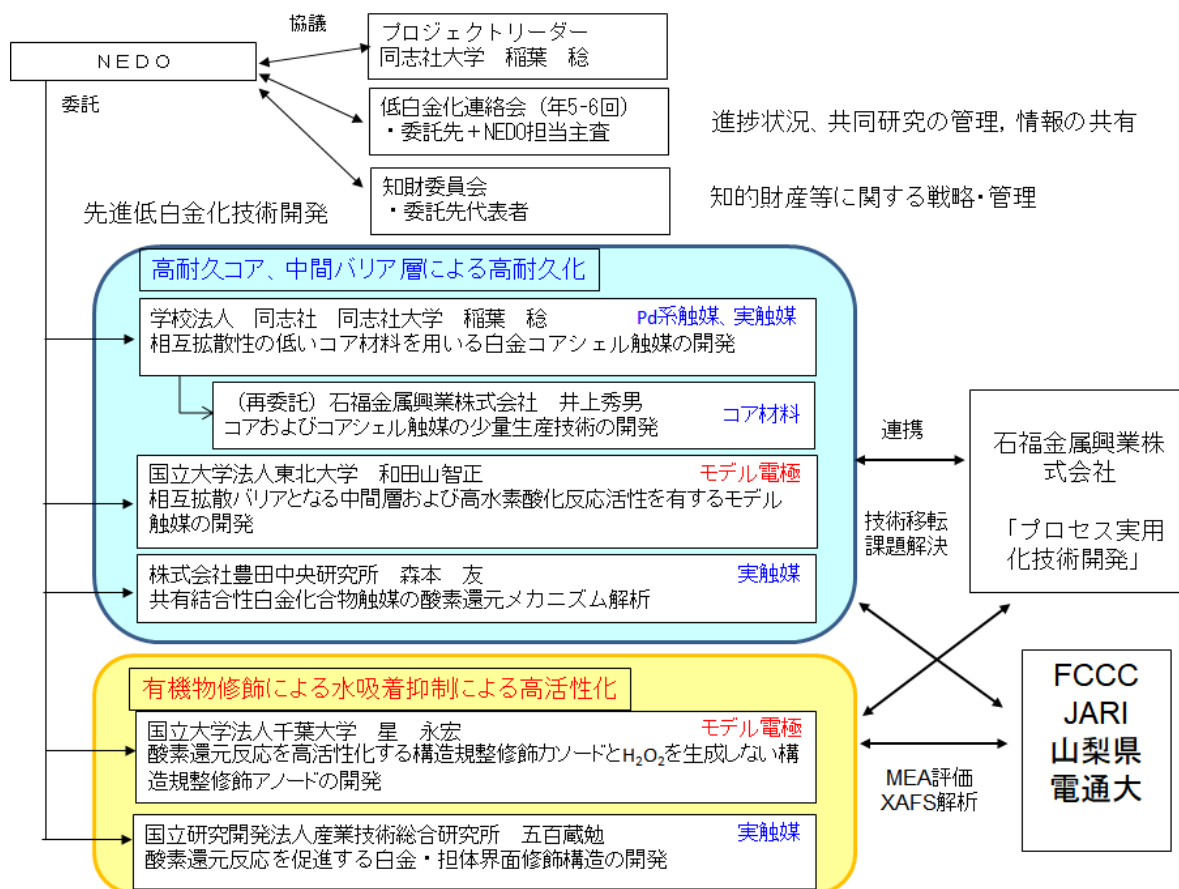 協議
NEDO
プロジェクトリーダー
同志社大学　稲葉　稔
委託
低白金化連絡会（年5-6回）
・委託先＋NEDO担当主査
進捗状況、共同研究の管理，情報の共有
知財委員会
・委託先代表者
知的財産等に関する戦略・管理
先進低白金化技術開発
高耐久コア、中間バリア層による高耐久化
学校法人　同志社　同志社大学　稲葉　稔
Pd系触媒、実触媒
相互拡散性の低いコア材料を用いる白金コアシェル触媒の開発
（再委託）石福金属興業株式会社　井上秀男
コア材料
コアおよびコアシェル触媒の少量生産技術の開発
国立大学法人東北大学　和田山智正
モデル電極
相互拡散バリアとなる中間層および高水素酸化反応活性を有するモデル
触媒の開発
株式会社豊田中央研究所　森本　友
実触媒
共有結合性白金化合物触媒の酸素還元メカニズム解析
連携
技術移転
課題解決
石福金属興業株
式会社
「プロセス実用
化技術開発」
有機物修飾による水吸着抑制による高活性化
国立大学法人千葉大学　星　永宏
モデル電極
酸素還元反応を高活性化する構造規整修飾カソードとH₂O₂を生成しない構
造規整修飾アノードの開発
国立研究開発法人産業技術総合研究所　五百蔵勉
実触媒
酸素還元反応を促進する白金・担体界面修飾構造の開発
MEA評価
XAFS解析
FCCC
JARI
山梨県
電通大